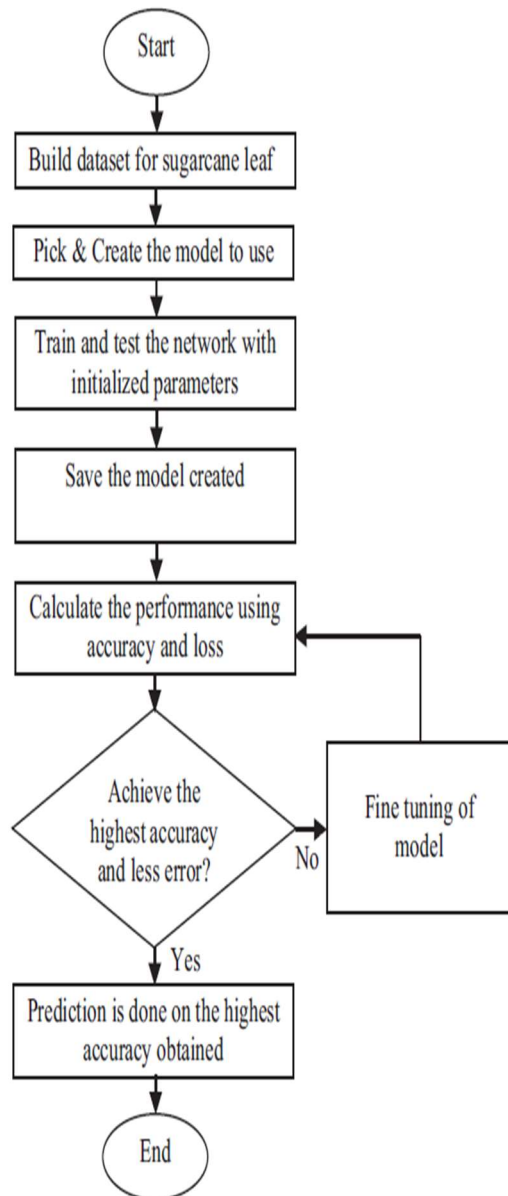 Start
Build dataset for sugarcane leaf
Pick & Create the model to use
Train and test the network with
initialized parameters
Save the model created
Calculate the performance using
accuracy and loss
Achieve the
highest accuracy
and less error?
No
Fine tuning of
model
Yes
Prediction is done on the highest
accuracy obtained
End